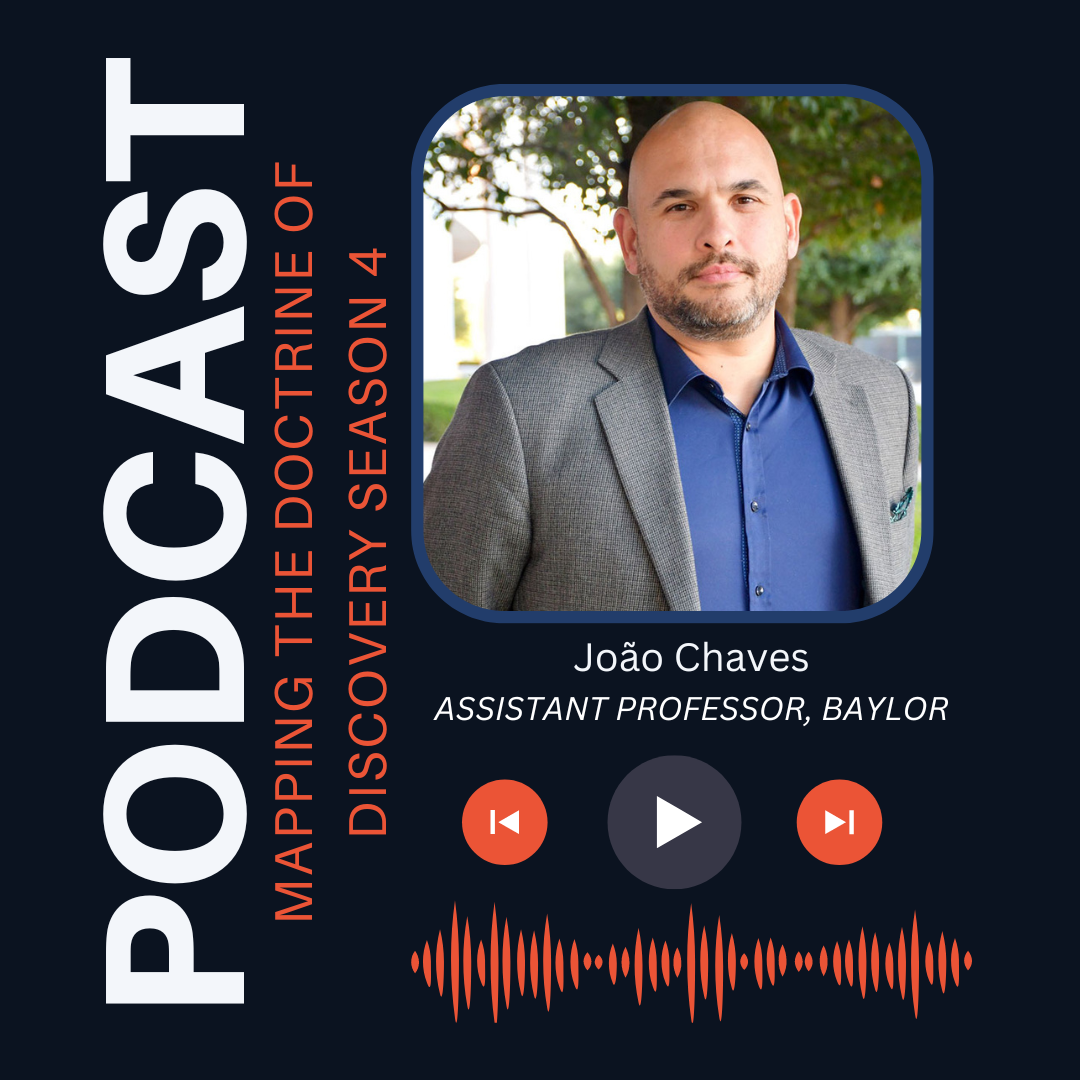 PODCAST
MAPPING THE DOCTRINE OF
DISCOVERY SEASON 4
João Chaves
ASSISTANT PROFESSOR, BAYLOR